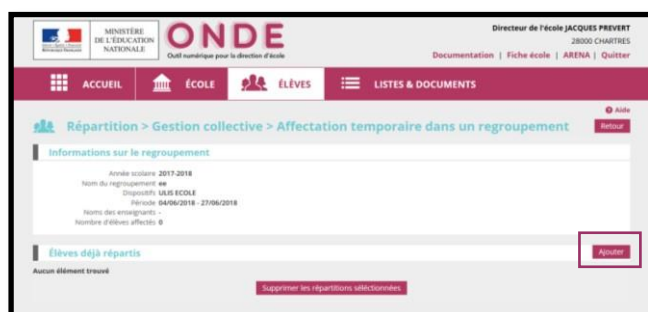 MINISTÈRE
DE L'ÉDUCATION
NATIONALE
ONDE
Outil numérique pour la direction d'école
Directeur de l'école JACQUES PREVERT
28000 CHARTRES
Documentation | Fiche école | ARENA | Quitter
ACCUEIL ÉCOLE ÉLÈVES LISTES & DOCUMENTS
Aide
Répartition > Gestion collective > Affectation temporaire dans un regroupement Retour
Informations sur le regroupement
Année scolaire 2017-2018
Nom du regroupement ee
Dispositifs ULIS ECOLE
Période 04/06/2018 - 27/06/2018
Noms des enseignants -
Nombre d'élèves affectés 0
Élèves déjà répartis Ajouter
Aucun élément trouvé
Supprimer les répartitions sélectionnées